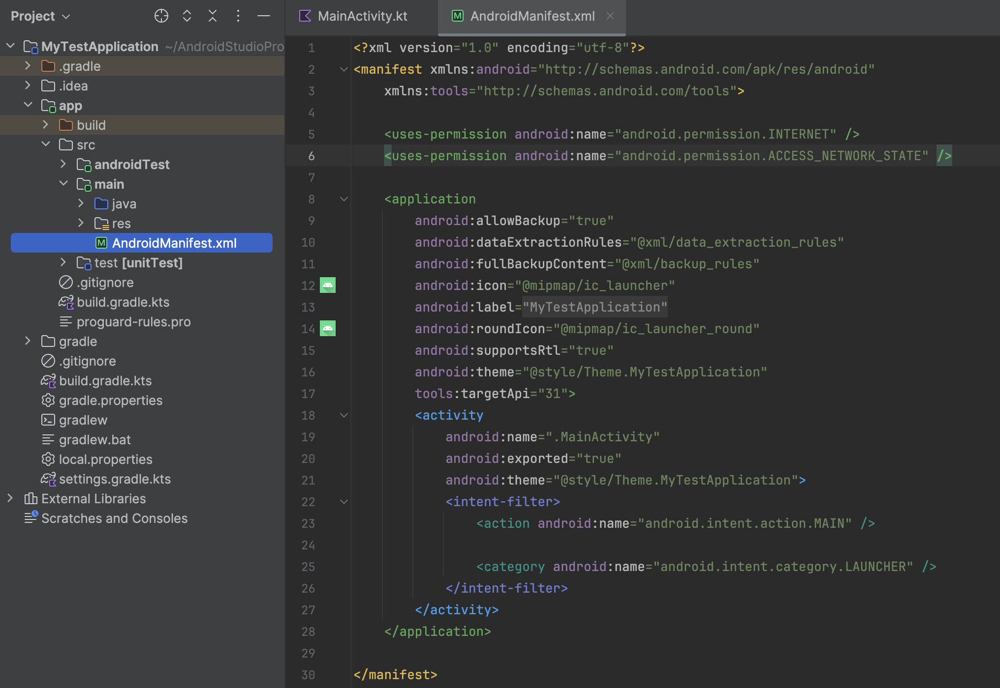 Project
MyTestApplication ~/AndroidStudioPro
.gradle
.idea
app
build
src
androidTest
main
java
res
AndroidManifest.xml
test [unitTest]
.gitignore
build.gradle.kts
proguard-rules.pro
gradle
.gitignore
build.gradle.kts
gradle.properties
gradlew
gradlew.bat
local.properties
settings.gradle.kts
External Libraries
Scratches and Consoles
MainActivity.kt
AndroidManifest.xml
1 <?xml version="1.0" encoding="utf-8"?>
2 <manifest xmlns:android="http://schemas.android.com/apk/res/android"
3     xmlns:tools="http://schemas.android.com/tools">
4
5     <uses-permission android:name="android.permission.INTERNET" />
6     <uses-permission android:name="android.permission.ACCESS_NETWORK_STATE" />
7
8     <application
9         android:allowBackup="true"
10         android:dataExtractionRules="@xml/data_extraction_rules"
11         android:fullBackupContent="@xml/backup_rules"
12         android:icon="@mipmap/ic_launcher"
13         android:label="MyTestApplication"
14         android:roundIcon="@mipmap/ic_launcher_round"
15         android:supportsRtl="true"
16         android:theme="@style/Theme.MyTestApplication"
17         tools:targetApi="31">
18         <activity
19             android:name=".MainActivity"
20             android:exported="true"
21             android:theme="@style/Theme.MyTestApplication">
22             <intent-filter>
23                 <action android:name="android.intent.action.MAIN" />
24
25                 <category android:name="android.intent.category.LAUNCHER" />
26             </intent-filter>
27         </activity>
28     </application>
29
30 </manifest>